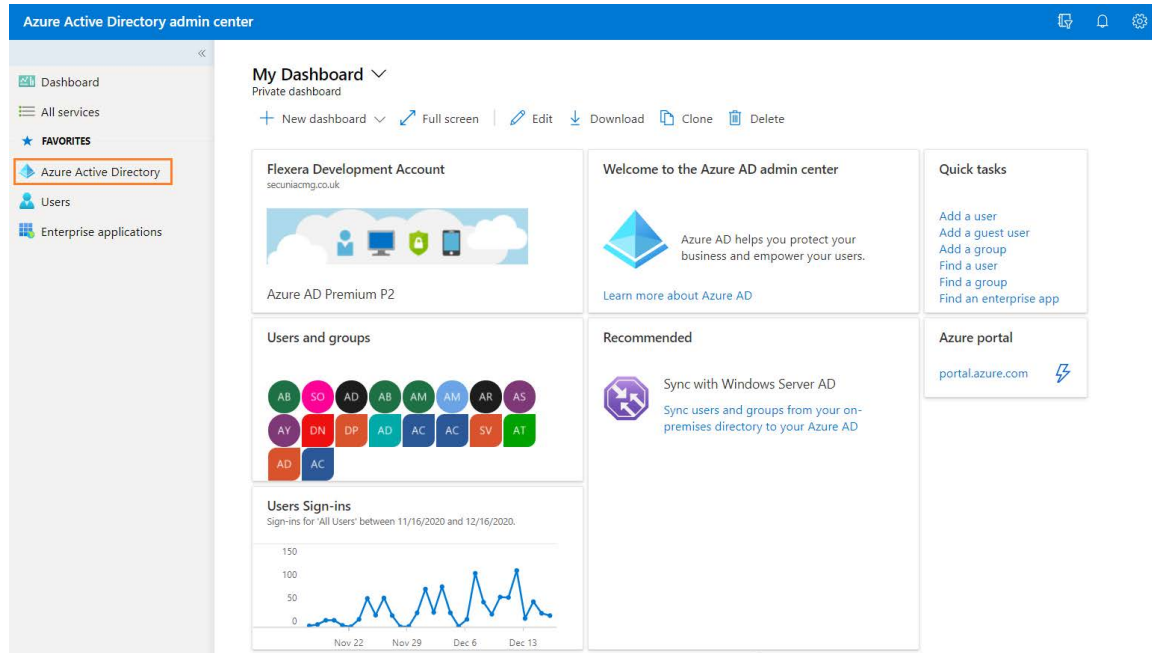 Azure Active Directory admin center
«
Dashboard
All services
FAVORITES
Azure Active Directory
Users
Enterprise applications
My Dashboard
Private dashboard
New dashboard
Full screen
Edit
Download
Clone
Delete
Flexera Development Account
secuniacmg.co.uk
Azure AD Premium P2
Welcome to the Azure AD admin center
Azure AD helps you protect your
business and empower your users.
Learn more about Azure AD
Quick tasks
Add a user
Add a guest user
Add a group
Find a user
Find a group
Find an enterprise app
Users and groups
AB SO AD AB AM AM AR AS
AY DN DP AD AC AC SV AT
AD AC
Recommended
Sync with Windows Server AD
Sync users and groups from your on-
premises directory to your Azure AD
Azure portal
portal.azure.com
Users Sign-ins
Sign-ins for 'All Users' between 11/16/2020 and 12/16/2020.
150
100
50
0
Nov 22 Nov 29 Dec 6 Dec 13